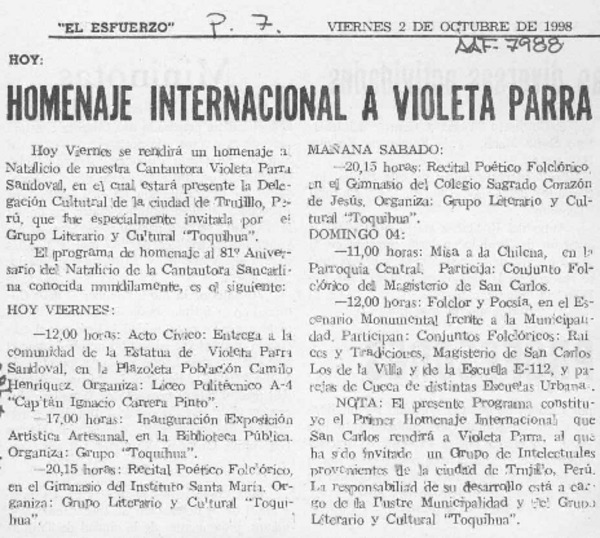 "EL ESFUERZO" P. 7. VIERNES 2 DE OCTUBRE DE 1998
AAF-7988
HOY:
HOMENAJE INTERNACIONAL A VIOLETA PARRA
Hoy Viernes se rendirá un homenaje a
Natalicio de nuestra Cantautora Violeta Parra
Sandoval, en el cual estará presente la Dele-
gación Cultutral de la ciudad de Trujillo, Pe-
rú, que fue especialmente invitada por el
Grupo Literario y Cultural "Toquihua".
El programa de homenaje al 81º Aniver-
sario del Natalicio de la Cantautora Sancarli-
na conocida mundilmente, es el siguiente:
HOY VIERNES:
—12,00 horas: Acto Cívico: Entrega a la
comunidad de la Estatua de Violeta Parra
Sandoval, en la Plazoleta Población Camilo
Henríquez. Organiza: Liceo Politécnico A-4
"Capitán Ignacio Carrera Pinto".
—17,00 horas: Inauguración Exposición
Artística Artesanal, en la Biblioteca Pública.
Organiza: Grupo "Toquihua".
—20,15 horas: Recital Poético Folclórico,
en el Gimnasio del Instituto Santa María. Or-
ganiza: Grupo Literario y Cultural "Toqui-
hua".
MAÑANA SABADO:
—20,15 horas: Recital Poético Folclórico
en el Gimnasio del Colegio Sagrado Corazón
de Jesús. Organiza: Grupo Literario y Cul-
tural "Toquihua"
DOMINGO 04:
—11,00 horas: Misa a la Chilena, en la
Parroquia Central. Participa: Conjunto Fol-
clórico del Magisterio de San Carlos.
—12,00 horas: Folclor y Poesía, en el Es-
cenario Monumental frente a la Municipa-
dad. Participan: Conjuntos Folclóricos: Raí
ces y Tradiciones, Magisterio de San Carlos
Los de la Villa y de la Escuela E-112, y pa-
rejas de Cueca de distintas Escuelas Urbana.
NOTA: El presente Programa constitu-
ye el Primer Homenaje Internacional que
San Carlos rendirá a Violeta Parra, al que
ha sido invitado un Grupo de Intelectuales
provenientes de la ciudad de Trujillo, Perú.
La responsabilidad de su desarrollo está a car-
go de la Ilustre Municipalidad y del Grupo
Literario y Cultural "Toquihua".